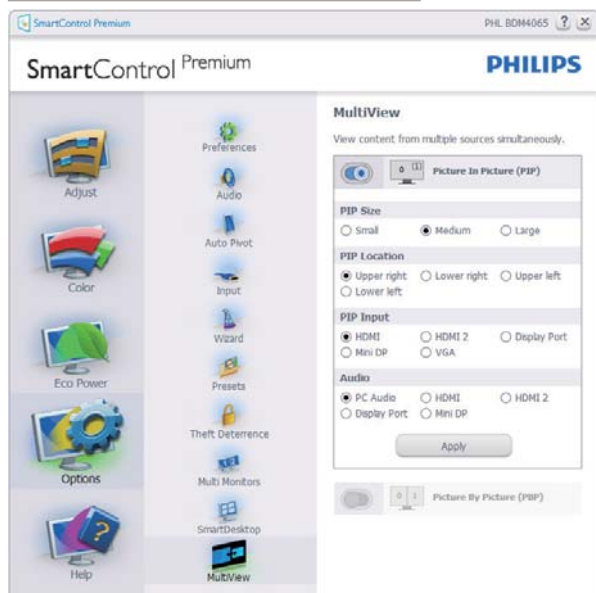 SmartControl Premium
PHL BDM4065 ? X
SmartControl Premium
PHILIPS
Adjust
Color
Eco Power
Options
Help
Preferences
Audio
Auto Pivot
Input
Wizard
Presets
Theft Deterrence
Multi Monitors
SmartDesktop
MultiView
MultiView
View content from multiple sources simultaneously.
0 (1) Picture In Picture (PIP)
PIP Size
Small Medium Large
PIP Location
Upper right Lower right Upper left
Lower left
PIP Input
HDMI HDMI 2 Display Port
Mini DP VGA
Audio
PC Audio HDMI HDMI 2
Display Port Mini DP
Apply
0 1 Picture By Picture (PBP)